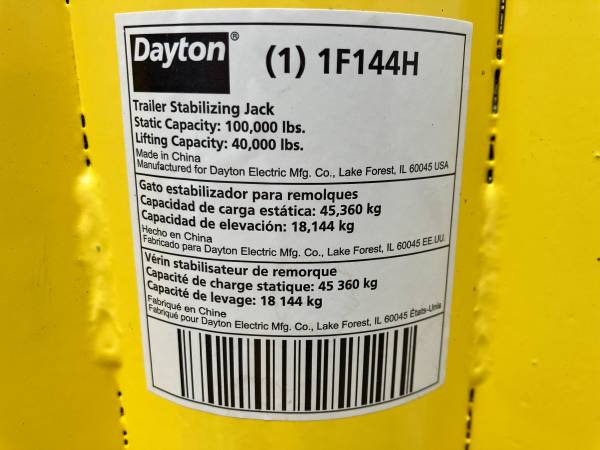 Dayton® (1) 1F144H
Trailer Stabilizing Jack
Static Capacity: 100,000 lbs.
Lifting Capacity: 40,000 lbs.
Made in China
Manufactured for Dayton Electric Mfg. Co., Lake Forest, IL 60045 USA
Gato estabilizador para remolques
Capacidad de carga estática: 45,360 kg
Capacidad de elevación: 18,144 kg
Hecho en China
Fabricado para Dayton Electric Mfg. Co., Lake Forest, IL 60045 EE.UU.
Vérin stabilisateur de remorque
Capacité de charge statique: 45 360 kg
Capacité de levage: 18 144 kg
Fabriqué en Chine
Fabriqué pour Dayton Electric Mfg. Co., Lake Forest, IL 60045 États-Unis